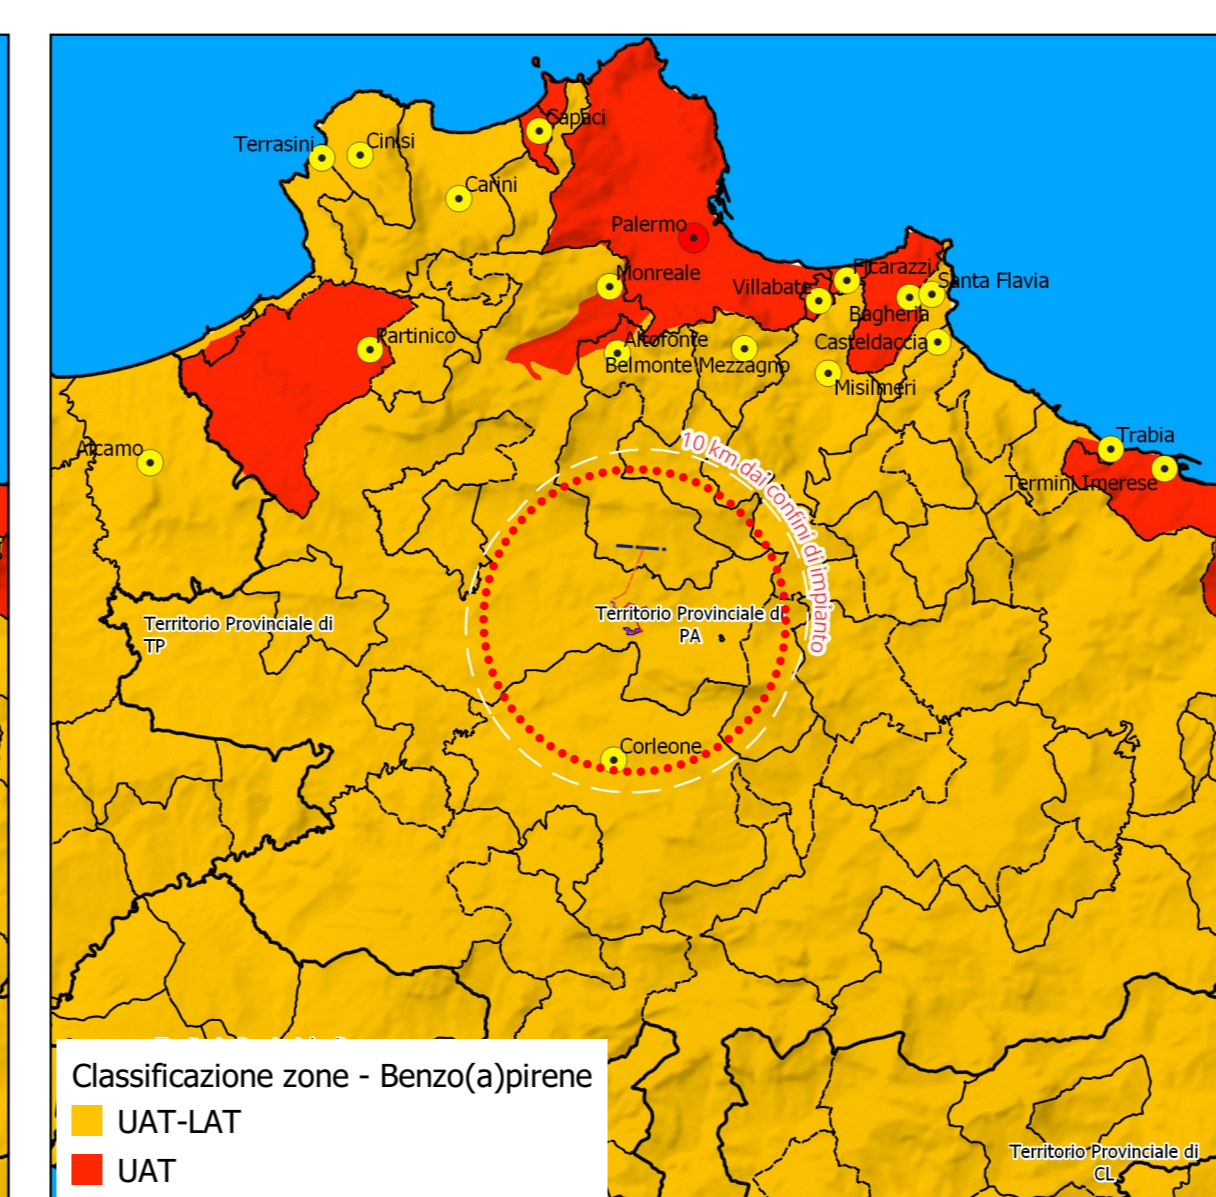 Capaci
Terrasini
Cinisi
Carini
Palermo
Monreale
Villabate
Ficarazzi
Santa Flavia
Bagheria
Partinico
Altofonte
Casteldaccia
Belmonte Mezzagno
Misilmeri
Alcamo
Trabia
Termini Imerese
10 km dai confini di impianto
Territorio Provinciale di
TP
Territorio Provinciale di
PA
Corleone
Classificazione zone - Benzo(a)pirene
UAT-LAT
UAT
Territorio Provinciale di
CL